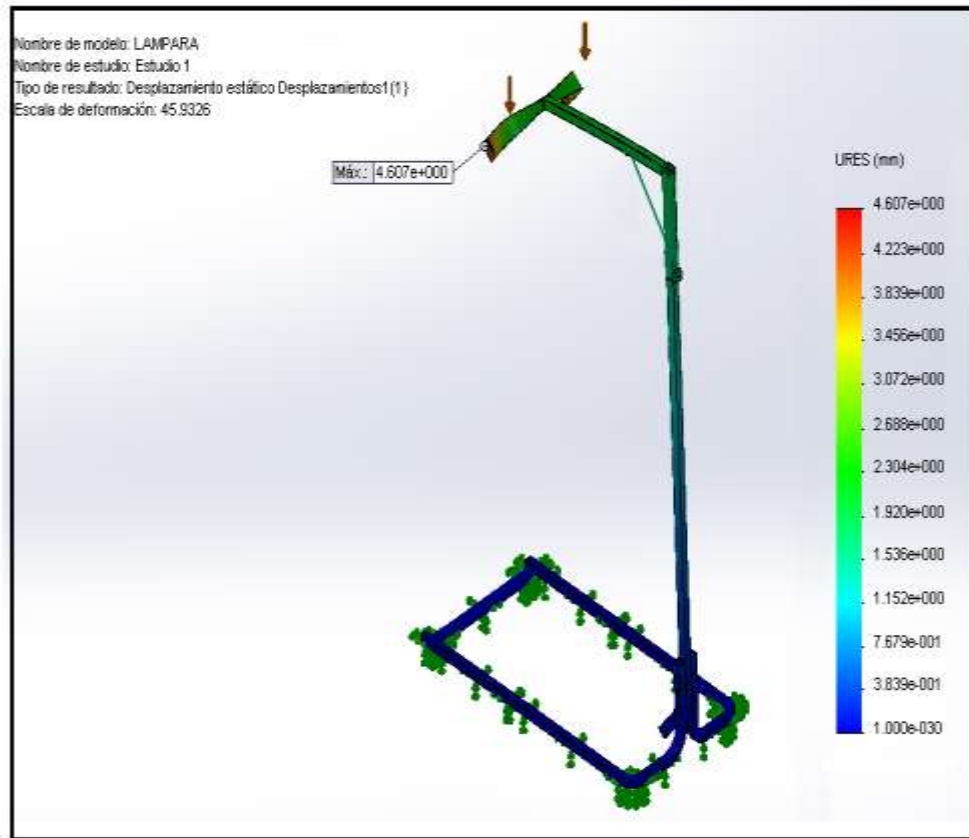 Nombre de modelo: LAMPARA
Nombre de estudio: Estudio 1
Tipo de resultado: Desplazamiento estático Desplazamientos1(1)
Escala de deformación: 45.9326
Máx.: 4.607e+000
URES (mm)
4.607e+000
4.223e+000
3.839e+000
3.456e+000
3.072e+000
2.688e+000
2.304e+000
1.920e+000
1.536e+000
1.152e+000
7.679e-001
3.839e-001
1.000e-030